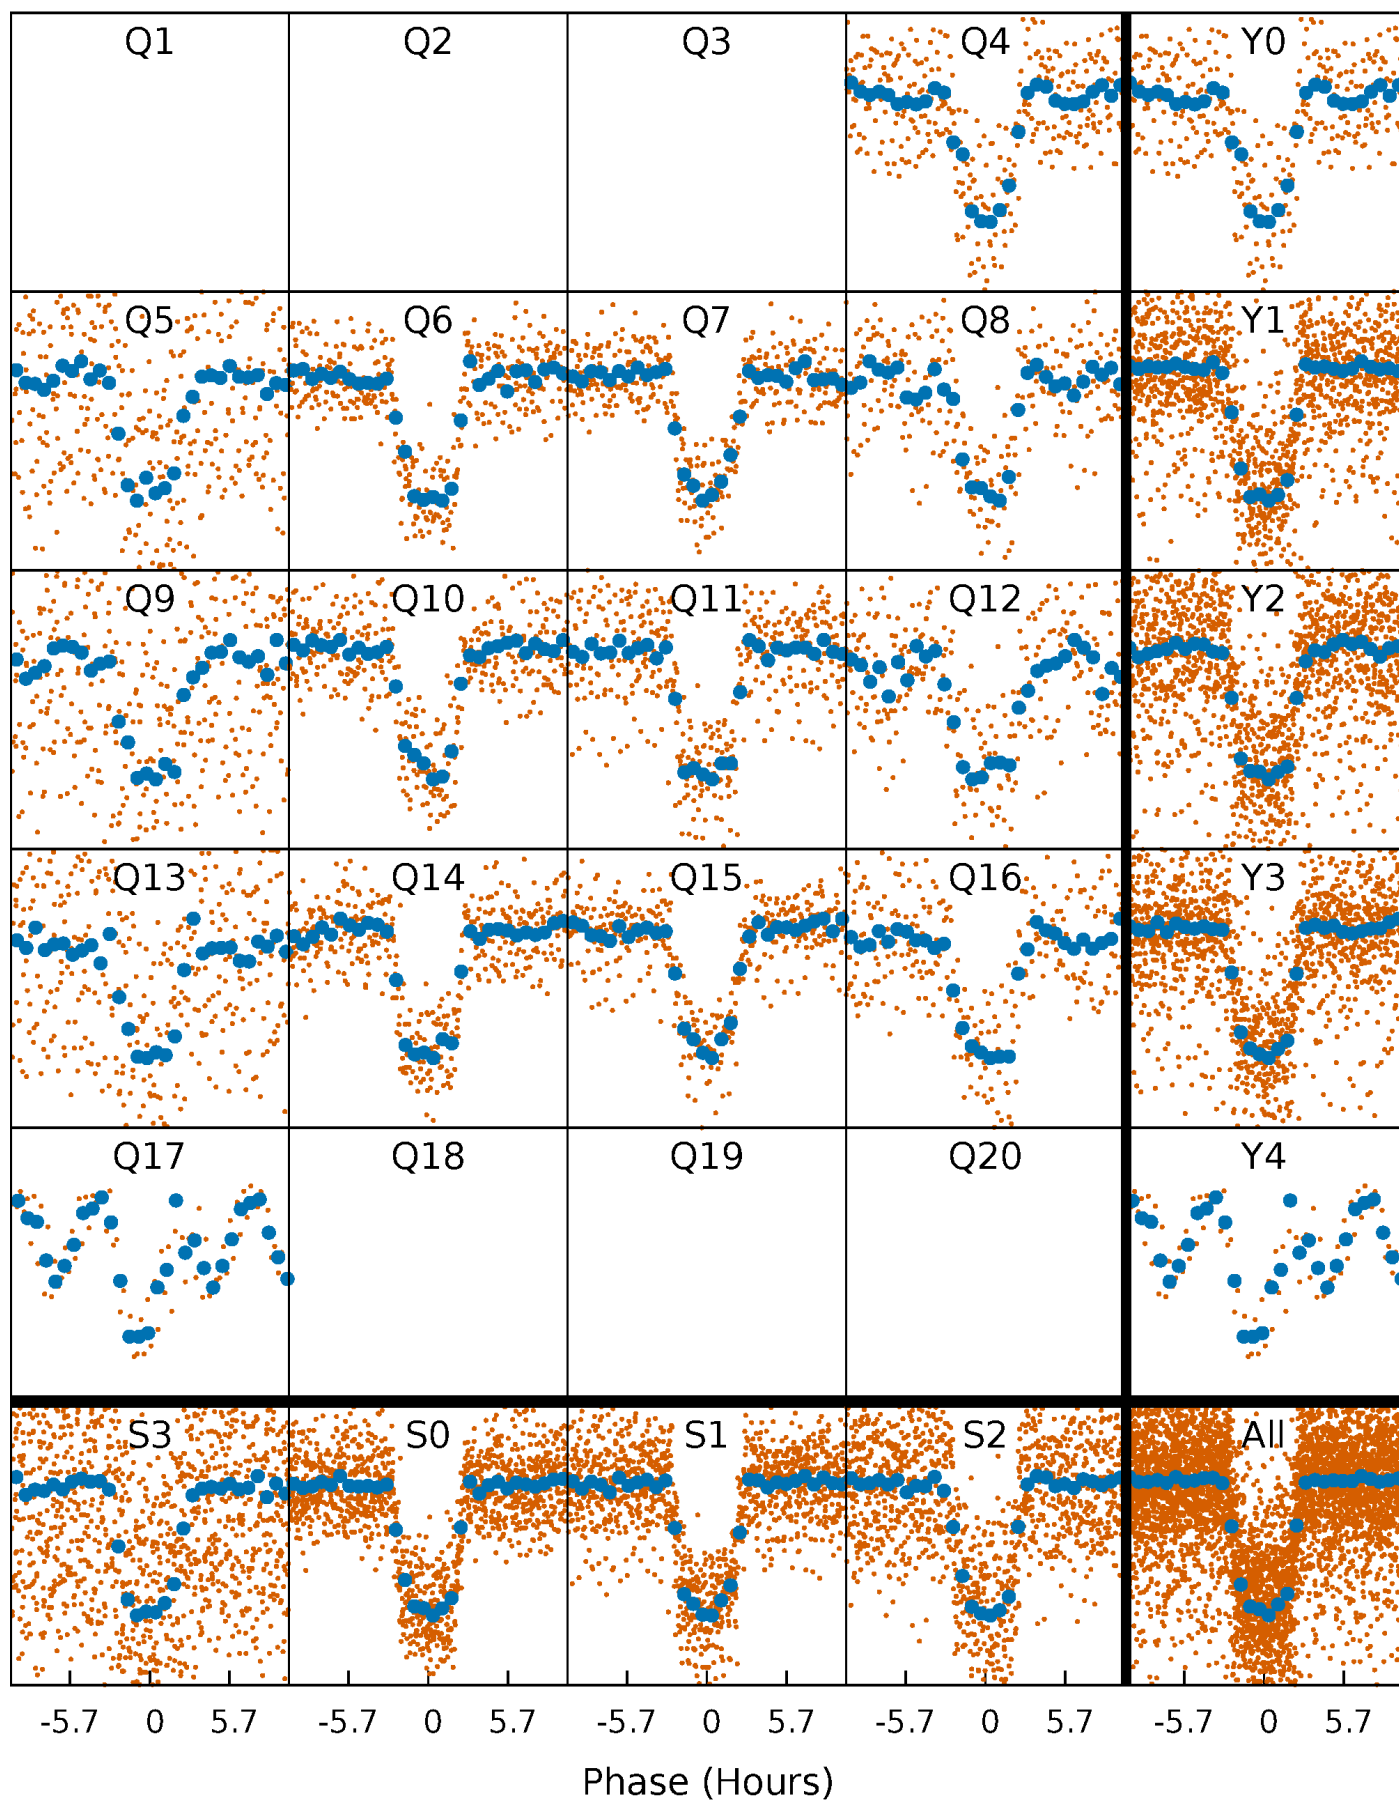 Q1 Q2 Q3 Q4 Y0
Q5 Q6 Q7 Q8 Y1
Q9 Q10 Q11 Q12 Y2
Q13 Q14 Q15 Q16 Y3
Q17 Q18 Q19 Q20 Y4
S3 S0 S1 S2 All
-5.7 0 5.7 -5.7 0 5.7 -5.7 0 5.7 -5.7 0 5.7 -5.7 0 5.7
Phase (Hours)